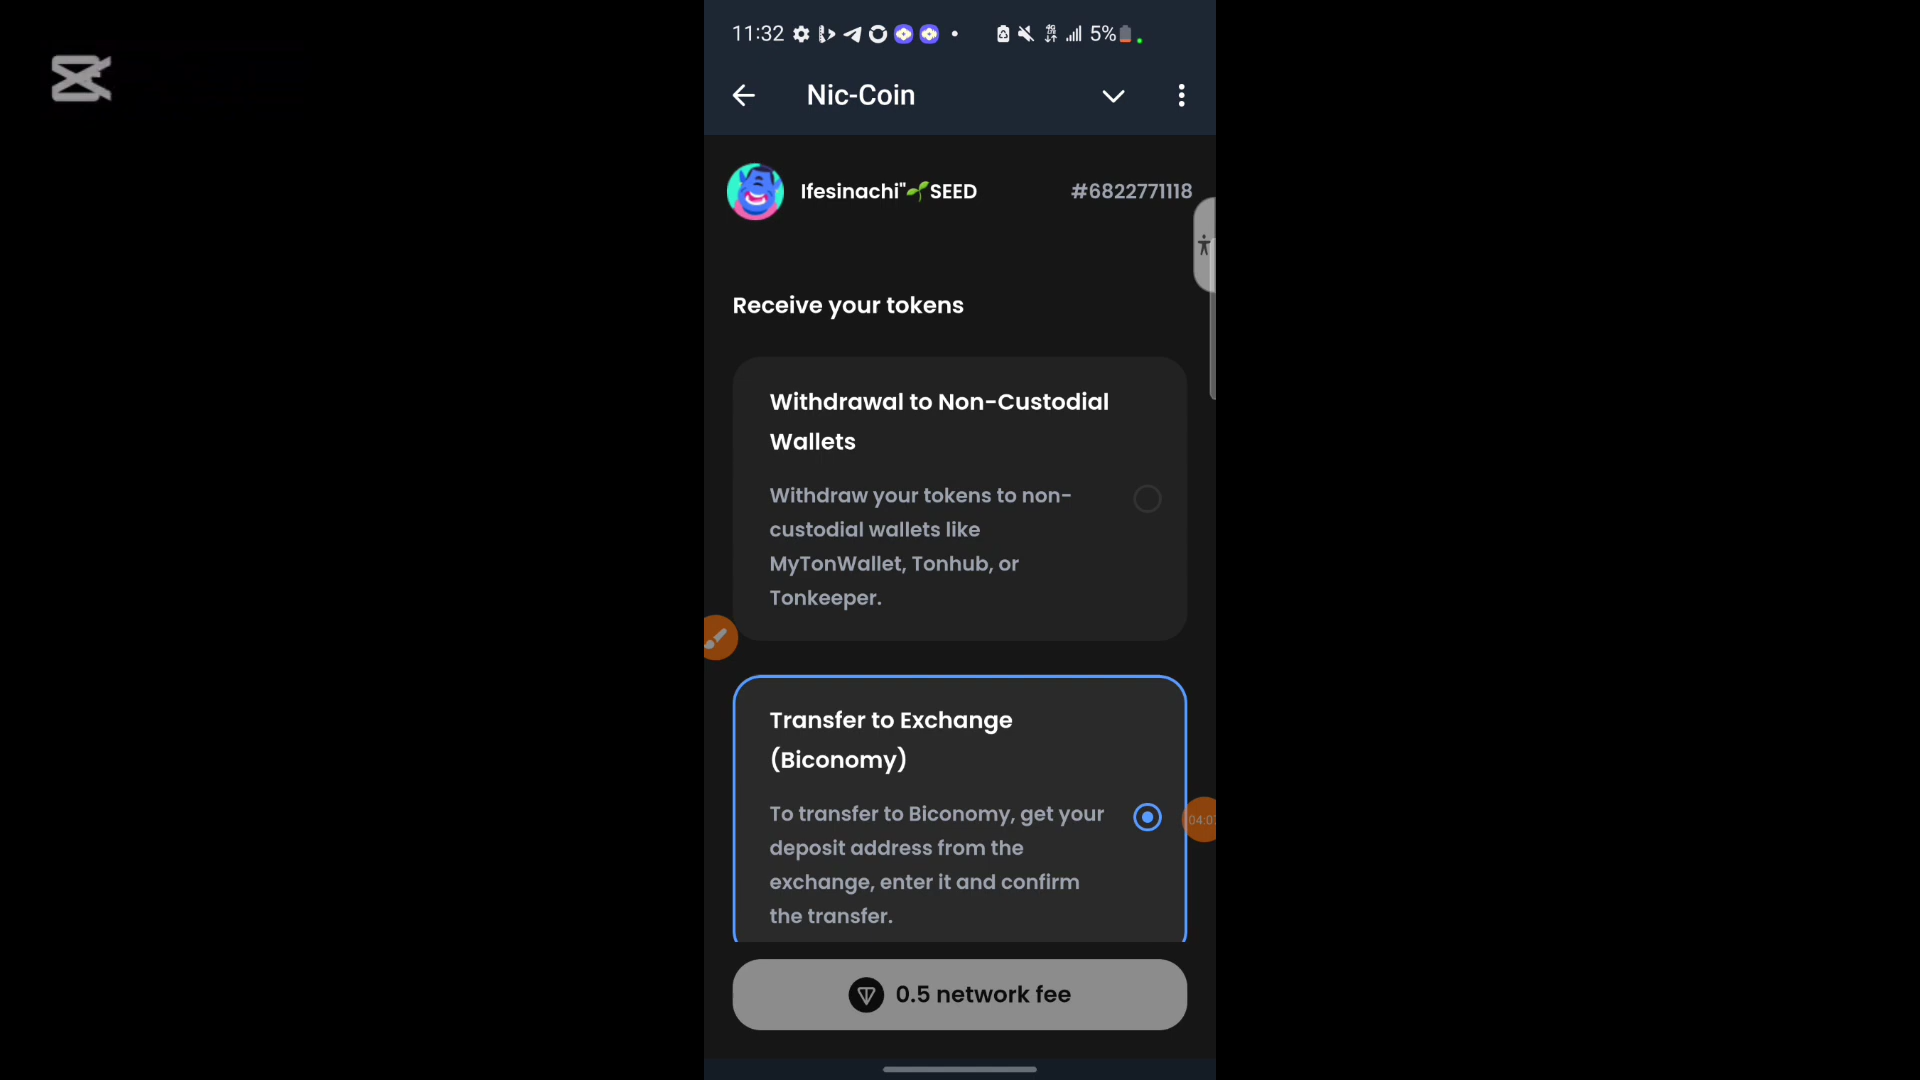 11:32
5%
Nic-Coin
Ifesinachi"🌱SEED
#6822771118
Receive your tokens
Withdrawal to Non-Custodial
Wallets
Withdraw your tokens to non-
custodial wallets like
MyTonWallet, Tonhub, or
Tonkeeper.
Transfer to Exchange
(Biconomy)
To transfer to Biconomy, get your
deposit address from the
exchange, enter it and confirm
the transfer.
0.5 network fee